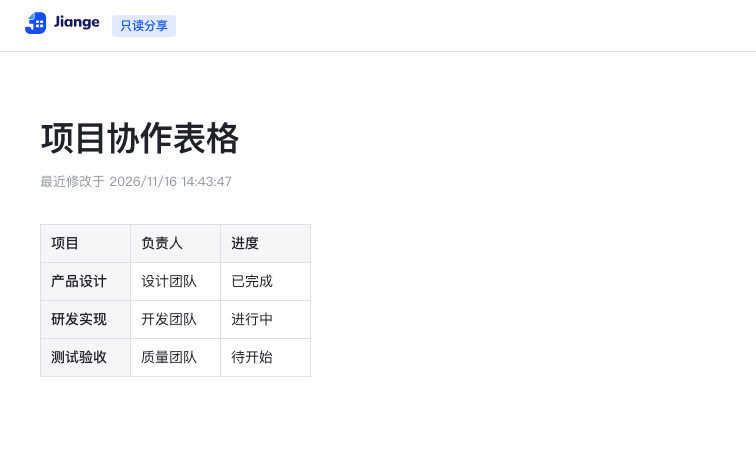 Jiange 只读分享
项目协作表格
最近修改于 2026/11/16 14:43:47
项目 负责人 进度
产品设计 设计团队 已完成
研发实现 开发团队 进行中
测试验收 质量团队 待开始